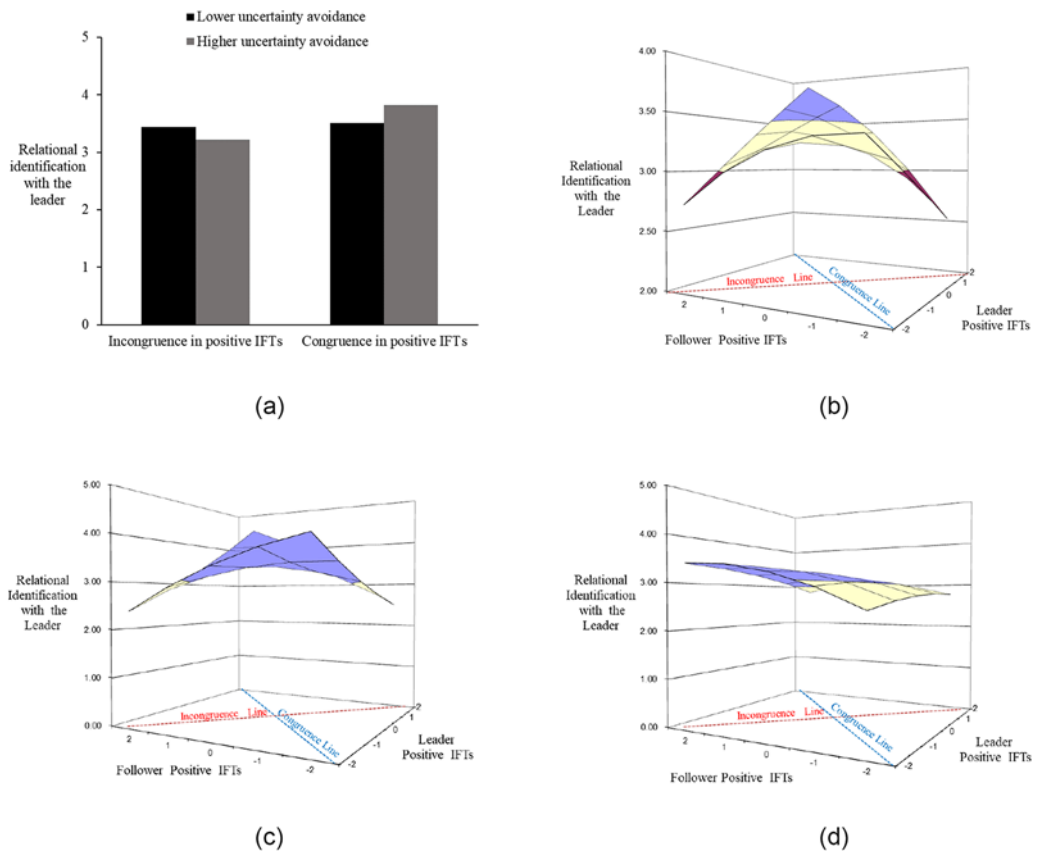 Lower uncertainty avoidance
Higher uncertainty avoidance
5
4
3
2
1
0
Relational
identification
with the
leader
Incongruence in positive IFTs
Congruence in positive IFTs
(a)
4.00
3.50
3.00
2.50
2.00
Relational
Identification
with the
Leader
Incongruence Line
Congruence Line
2
1
0
-1
-2
Follower Positive IFTs
2
1
0
-1
-2
Leader
Positive IFTs
(b)
5.00
4.00
3.00
2.00
1.00
0.00
Relational
Identification
with the
Leader
Incongruence Line
Congruence Line
2
1
0
-1
-2
Follower Positive IFTs
2
1
0
-1
-2
Leader
Positive IFTs
(c)
5.00
4.00
3.00
2.00
1.00
0.00
Relational
Identification
with the
Leader
Incongruence Line
Congruence Line
2
1
0
-1
-2
Follower Positive IFTs
2
1
0
-1
-2
Leader
Positive IFTs
(d)